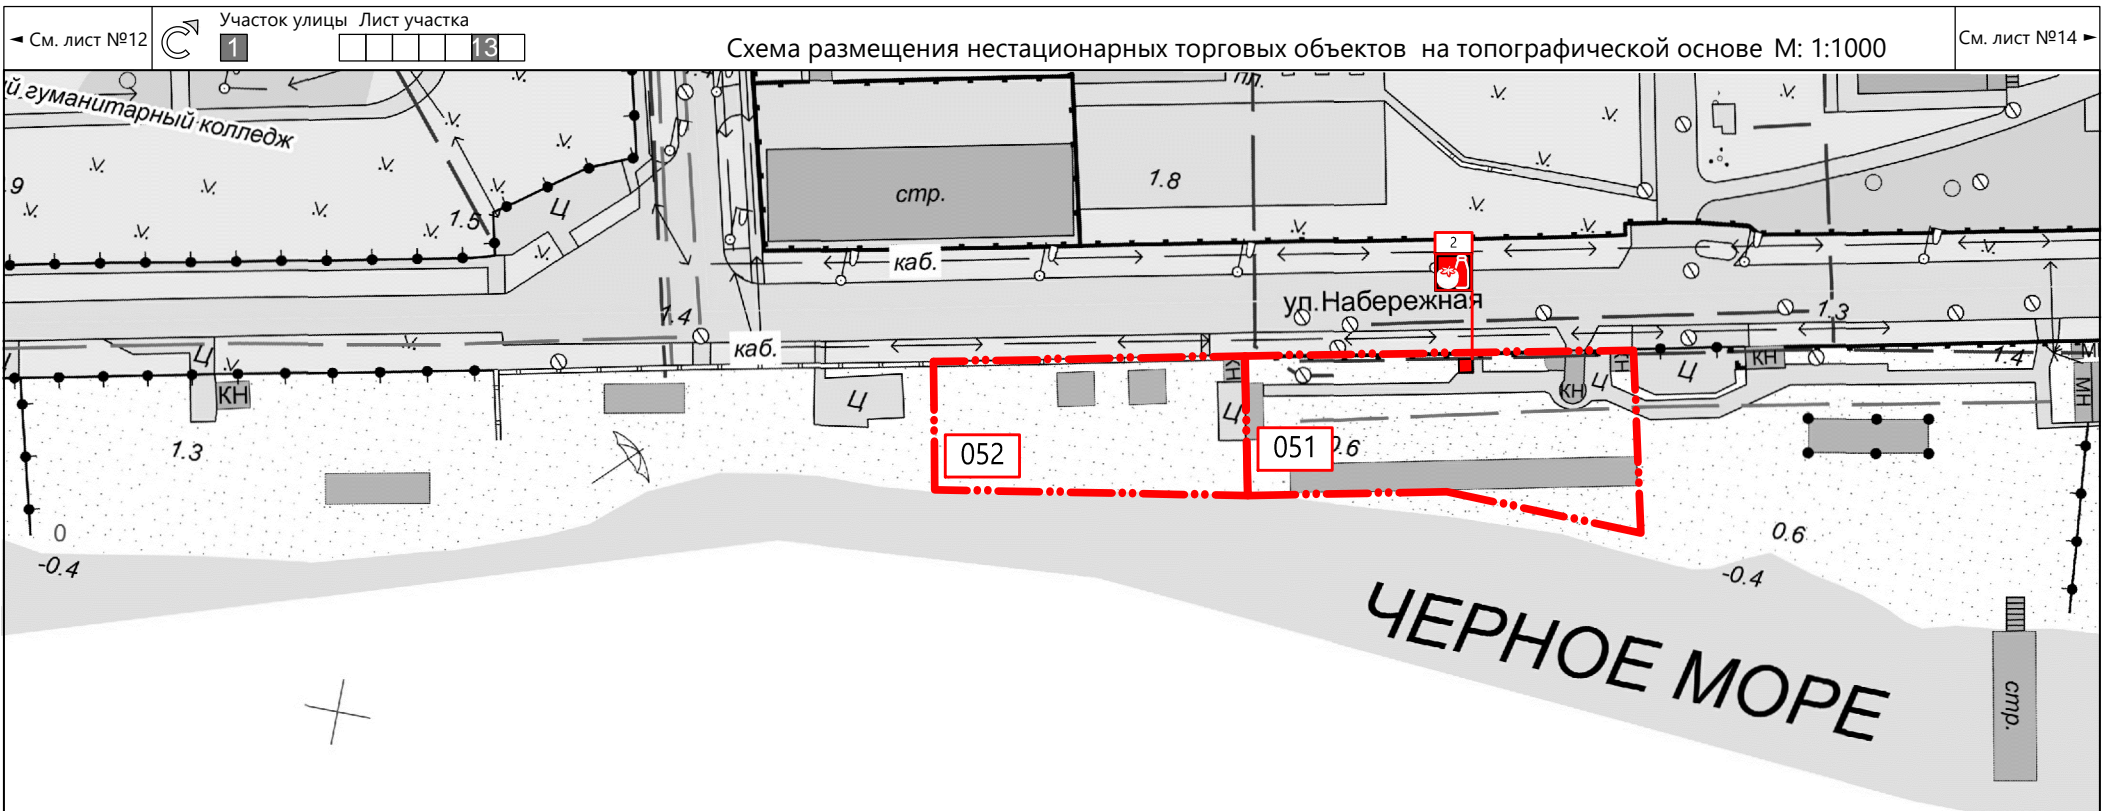 ◄ См. лист №12
Участок улицы Лист участка
1
13
Схема размещения нестационарных торговых объектов на топографической основе М: 1:1000
См. лист №14 ►
й гуманитарный колледж
пл.
9
1.5
Ц
стр.
1.8
2
каб.
ул.Набережная
1.4
1.3
каб.
Ц
КН
Ц
КН
Ц
КН
Ц
Ц
КН
1.4
МН
1.3
052
051
0.6
0
-0.4
0.6
-0.4
ЧЕРНОЕ МОРЕ
стр.